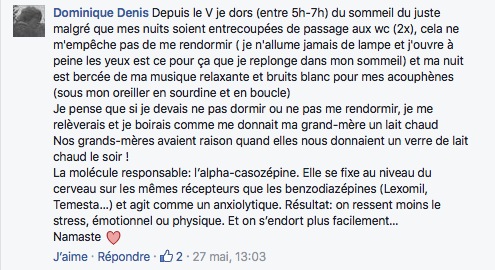 Dominique Denis Depuis le V je dors (entre 5h-7h) du sommeil du juste
malgré que mes nuits soient entrecoupées de passage aux wc (2x), cela ne
m'empêche pas de me rendormir ( je n'allume jamais de lampe et j'ouvre à
peine les yeux est ce pour ça que je replonge dans mon sommeil) et ma nuit
est bercée de ma musique relaxante et bruits blanc pour mes acouphènes
(sous mon oreiller en sourdine et en boucle)
Je pense que si je devais ne pas dormir ou ne pas me rendormir, je me
relèverais et je boirais comme me donnait ma grand-mère un lait chaud
Nos grands-mères avaient raison quand elles nous donnaient un verre de lait
chaud le soir !
La molécule responsable: l'alpha-casozépine. Elle se fixe au niveau du
cerveau sur les mêmes récepteurs que les benzodiazépines (Lexomil,
Temesta...) et agit comme un anxiolytique. Résultat: on ressent moins le
stress, émotionnel ou physique. Et on s'endort plus facilement...
Namaste
J'aime · Répondre · 2 · 27 mai, 13:03